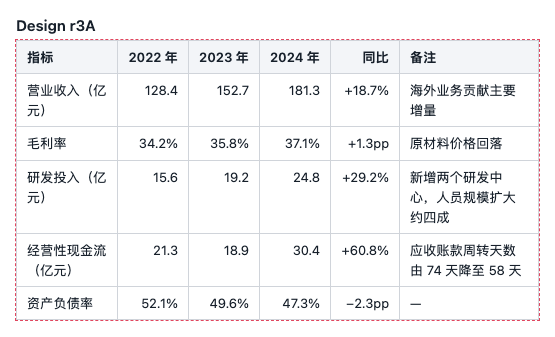 Design r3A
指标 2022 年 2023 年 2024 年 同比 备注
营业收入（亿 128.4 152.7 181.3 +18.7% 海外业务贡献主要
元） 增量
毛利率 34.2% 35.8% 37.1% +1.3pp 原材料价格回落
研发投入（亿 15.6 19.2 24.8 +29.2% 新增两个研发中
元） 心，人员规模扩大
约四成
经营性现金流 21.3 18.9 30.4 +60.8% 应收账款周转天数
（亿元） 由 74 天降至 58 天
资产负债率 52.1% 49.6% 47.3% −2.3pp —